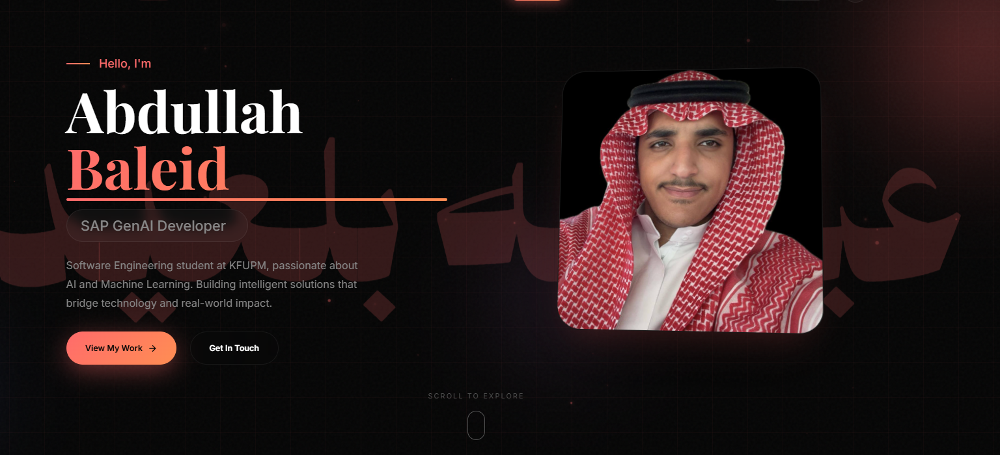 Hello, I'm
Abdullah
Baleid
بلعيد
SAP GenAI Developer
Software Engineering student at KFUPM, passionate about
AI and Machine Learning. Building intelligent solutions that
bridge technology and real-world impact.
View My Work →
Get In Touch
SCROLL TO EXPLORE